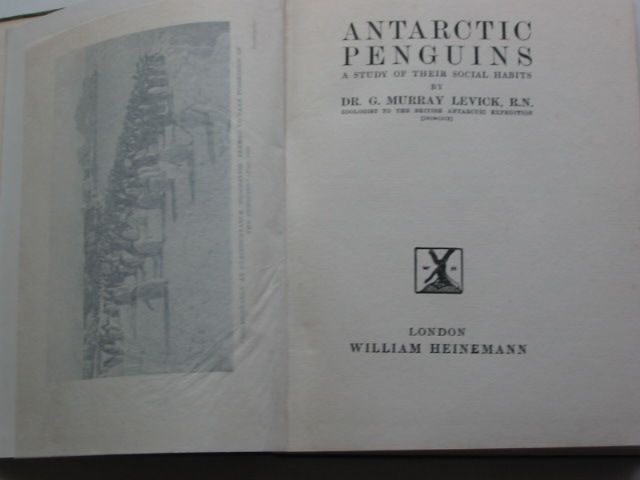 ANTARCTIC
PENGUINS
A STUDY OF THEIR SOCIAL HABITS
BY
DR. G. MURRAY LEVICK, R.N.
ZOOLOGIST TO THE BRITISH ANTARCTIC EXPEDITION
W H
LONDON
WILLIAM HEINEMANN